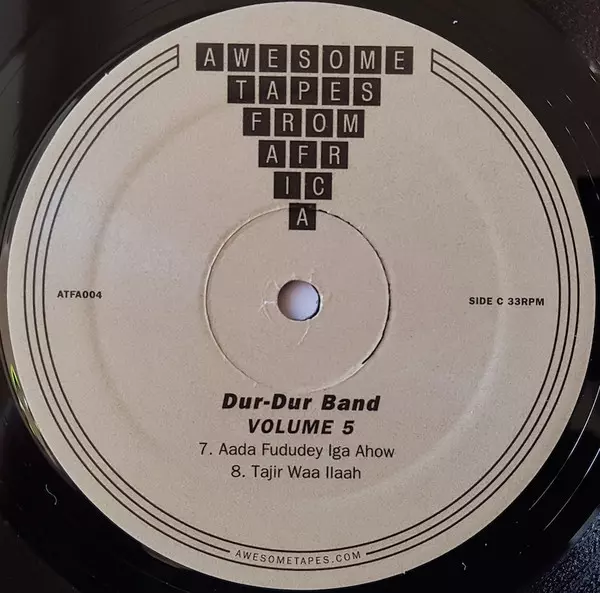 AWESOME
TAPES
FROM
AFR
IC
A
ATFA004
SIDE C 33RPM
Dur-Dur Band
VOLUME 5
7. Aada Fududey Iga Ahow
8. Tajir Waa Ilaah
AWESOMETAPES.COM